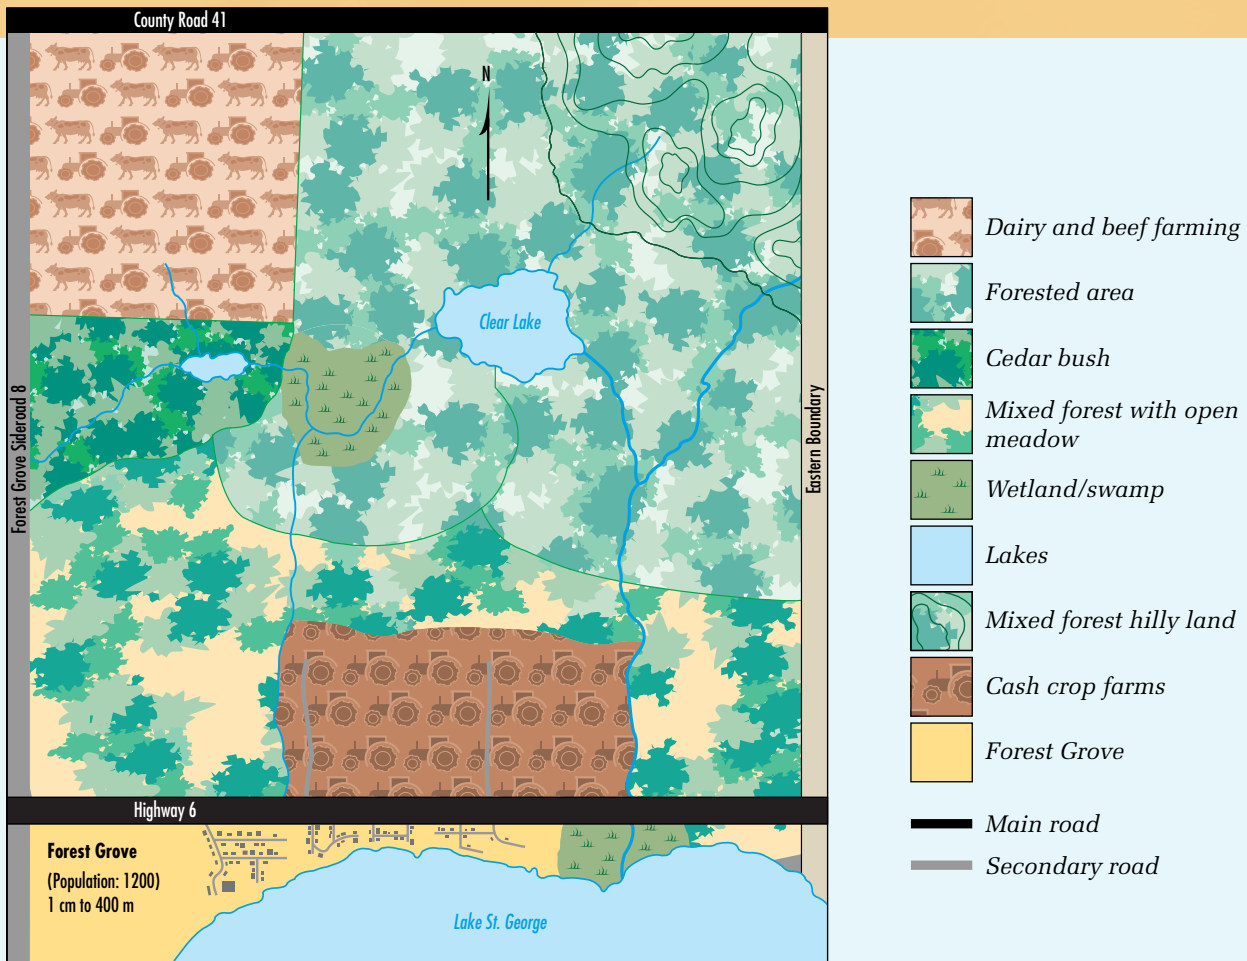 County Road 41
N
Clear Lake
Forest Grove Sideroad 8
Eastern Boundary
Highway 6
Forest Grove
(Population: 1200)
1 cm to 400 m
Lake St. George
Dairy and beef farming
Forested area
Cedar bush
Mixed forest with open
meadow
Wetland/swamp
Lakes
Mixed forest hilly land
Cash crop farms
Forest Grove
Main road
Secondary road